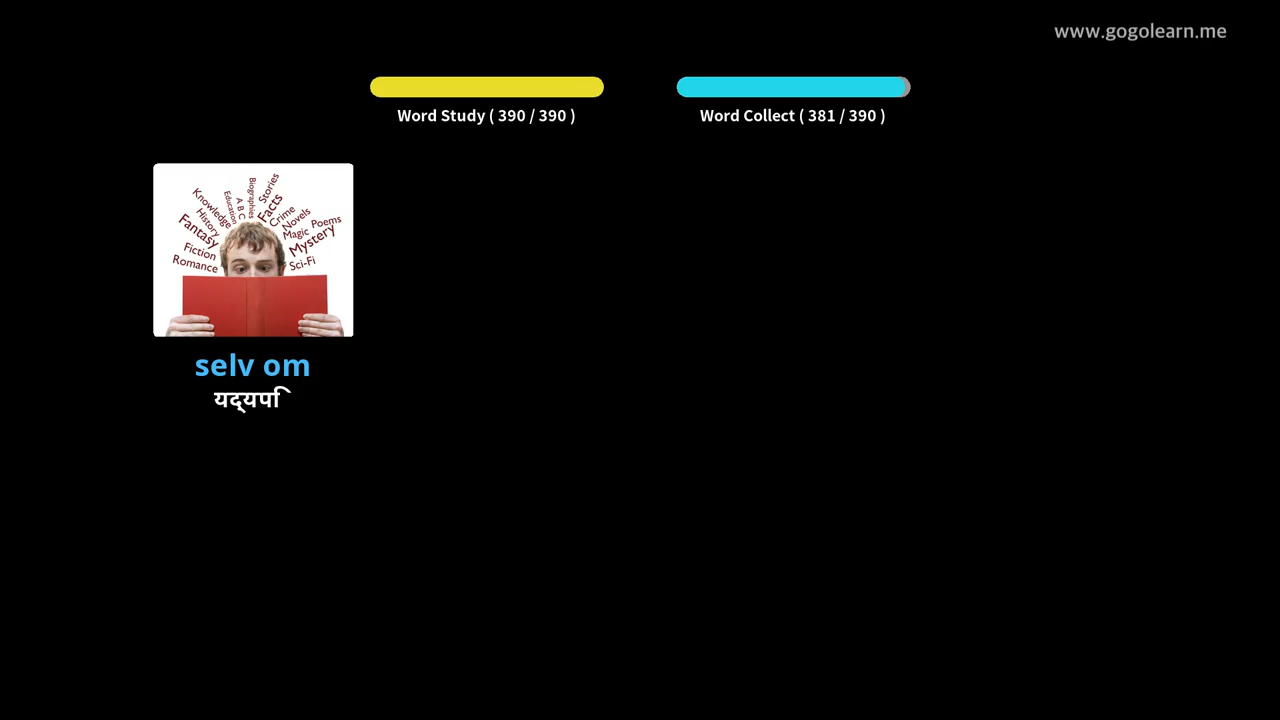 www.gogolearn.me
Word Study ( 390 / 390 )
Word Collect ( 381 / 390 )
Knowledge
History
Fantasy
Fiction
Romance
Education
A B C
Biographies
Stories
Facts
Crime
Novels
Magic
Poems
Mystery
Sci-Fi
selv om
यद्यपि